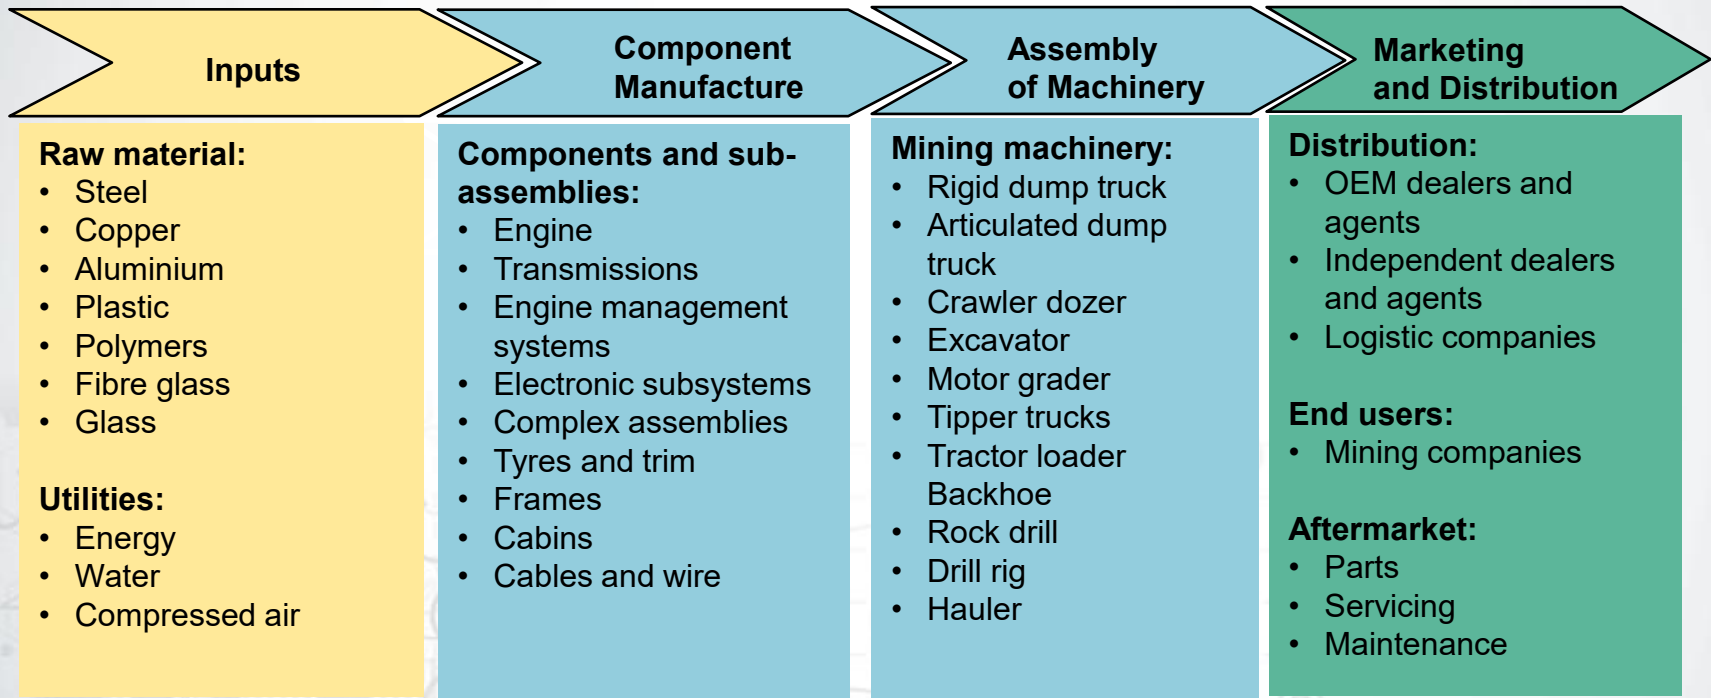 Inputs
Component
Manufacture
Assembly
of Machinery
Marketing
and Distribution
Raw material:
• Steel
• Copper
• Aluminium
• Plastic
• Polymers
• Fibre glass
• Glass
Utilities:
• Energy
• Water
• Compressed air
Components and sub-
assemblies:
• Engine
• Transmissions
• Engine management
systems
• Electronic subsystems
• Complex assemblies
• Tyres and trim
• Frames
• Cabins
• Cables and wire
Mining machinery:
• Rigid dump truck
• Articulated dump
truck
• Crawler dozer
• Excavator
• Motor grader
• Tipper trucks
• Tractor loader
Backhoe
• Rock drill
• Drill rig
• Hauler
Distribution:
• OEM dealers and
agents
• Independent dealers
and agents
• Logistic companies
End users:
• Mining companies
Aftermarket:
• Parts
• Servicing
• Maintenance